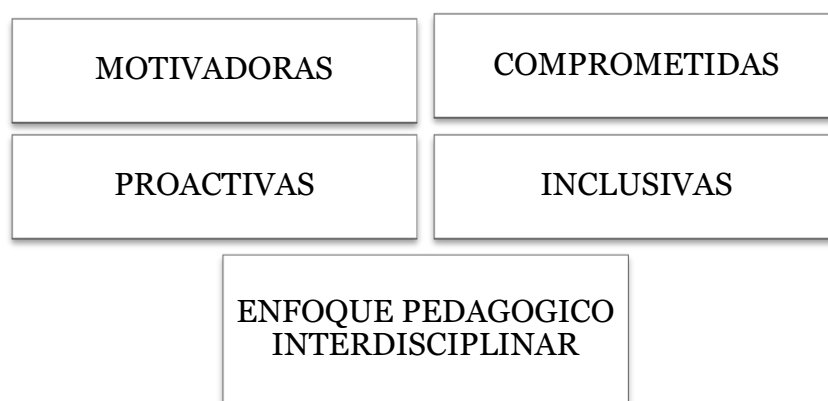 MOTIVADORAS
COMPROMETIDAS
PROACTIVAS
INCLUSIVAS
ENFOQUE PEDAGOGICO
INTERDISCIPLINAR